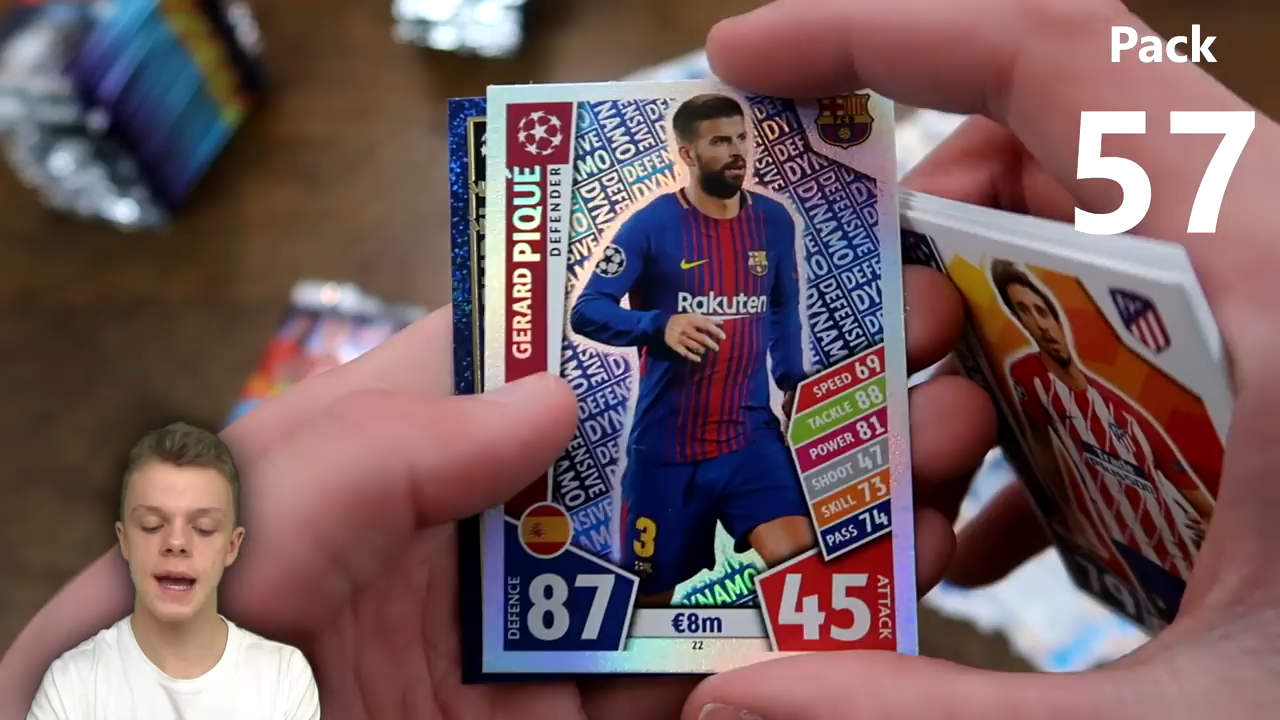 Pack
57
GERARD PIQUÉ
DEFENDER
DEFENSIVE DYNAMO
Rakuten
3
SPEED 69
TACKLE 88
POWER 81
SHOOT 47
SKILL 73
PASS 74
DEFENCE
87
€8m
45
ATTACK
22